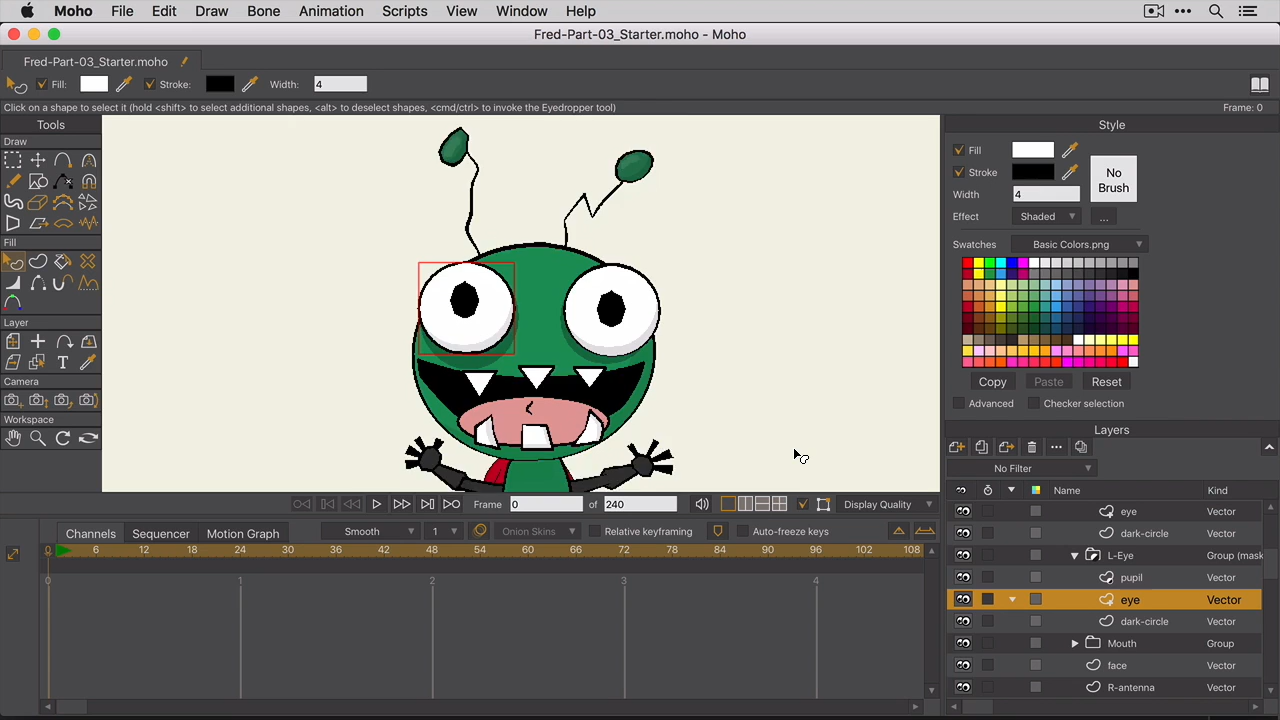 Moho File Edit Draw Bone Animation Scripts View Window Help
Fred-Part-03_Starter.moho - Moho
Fred-Part-03_Starter.moho
Fill: Stroke: Width: 4
Click on a shape to select it (hold <shift> to select additional shapes, <alt> to deselect shapes, <cmd/ctrl> to invoke the Eyedropper tool) Frame: 0
Tools
Draw
Fill
Layer
T
Camera
Workspace
Style
Fill
Stroke
No Brush
Width 4
Effect Shaded ...
Swatches Basic Colors.png
Copy Paste Reset
Advanced Checker selection
Layers
No Filter
Name Kind
eye Vector
dark-circle Vector
L-Eye Group (mask
pupil Vector
eye Vector
dark-circle Vector
Mouth Group
face Vector
R-antenna Vector
Frame 0 of 240 Display Quality
Channels Sequencer Motion Graph Smooth 1 Onion Skins Relative keyframing Auto-freeze keys
0 6 12 18 24 30 36 42 48 54 60 66 72 78 84 90 96 102 108
0 1 2 3 4